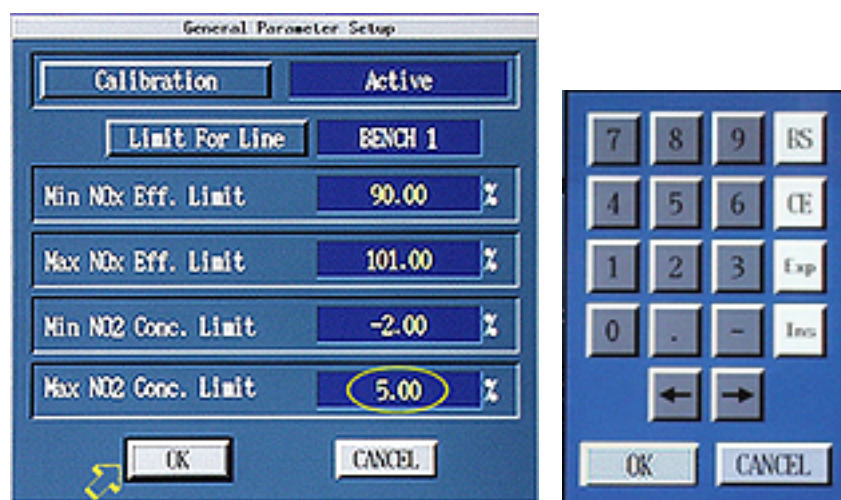 General Parameter Setup
Calibration Active
Limit For Line BENCH 1
Min NOx Eff. Limit 90.00 %
Max NOx Eff. Limit 101.00 %
Min NO2 Conc. Limit -2.00 %
Max NO2 Conc. Limit 5.00 %
OK CANCEL
7 8 9 BS
4 5 6 CE
1 2 3 Exp
0 . - Ins
← →
OK CANCEL